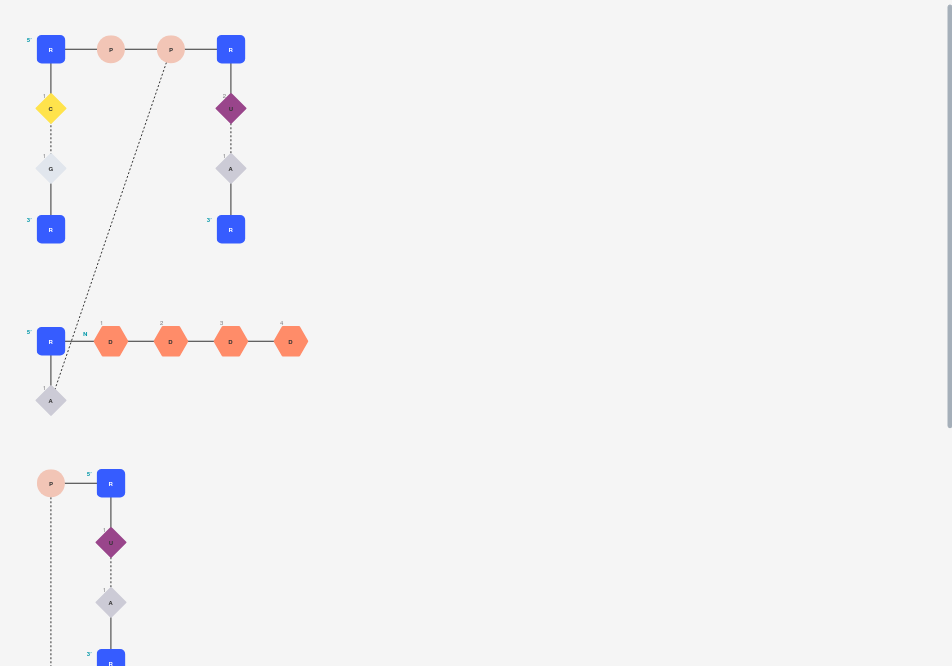 5' R P P R
1 C 2 U
1 G 1 A
3' R 3' R
5' R N 1 D 2 D 3 D 4 D
1 A
P 5' R
1 U
1 A
3' R